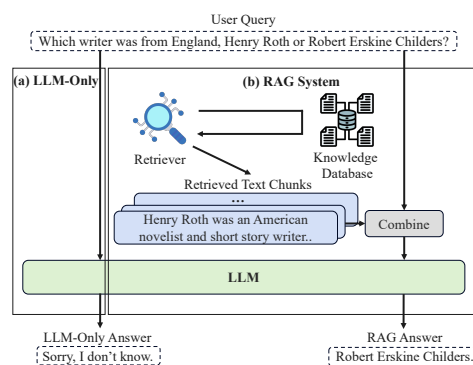 User Query
Which writer was from England, Henry Roth or Robert Erskine Childers?
(a) LLM-Only
(b) RAG System
Retriever
Knowledge
Database
Retrieved Text Chunks
...
Henry Roth was an American
novelist and short story writer..
Combine
LLM
LLM-Only Answer
Sorry, I don't know.
RAG Answer
Robert Erskine Childers.